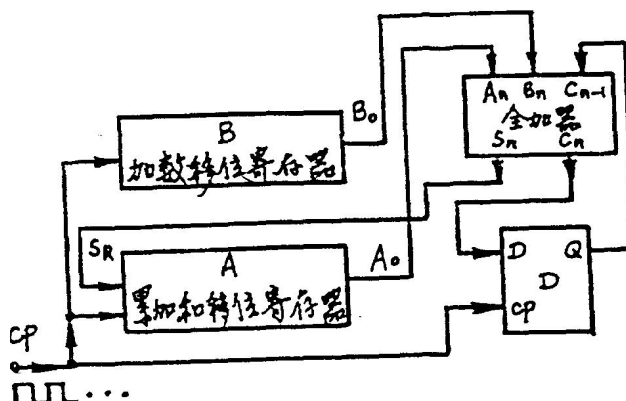 An Bn Cn-1
全加器
Sn Cn
B0
B
加数移位寄存器
SR
A
累加和移位寄存器
A0
D Q
D
CP
CP
...